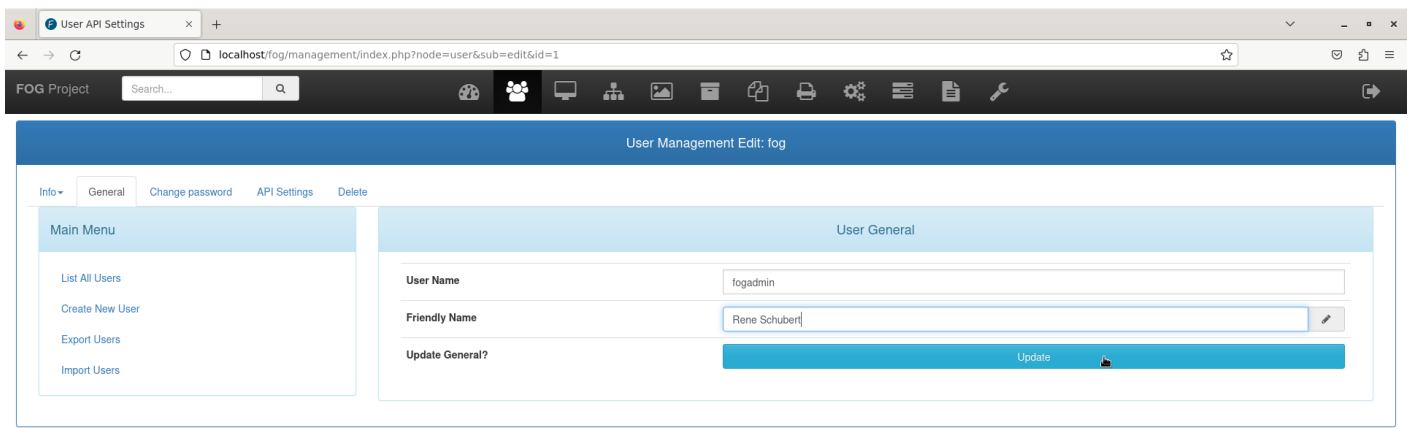 User API Settings
localhost/fog/management/index.php?node=user&sub=edit&id=1
FOG Project
Search...
User Management Edit: fog
Info
General
Change password
API Settings
Delete
Main Menu
List All Users
Create New User
Export Users
Import Users
User General
User Name
fogadmin
Friendly Name
Rene Schubert
Update General?
Update